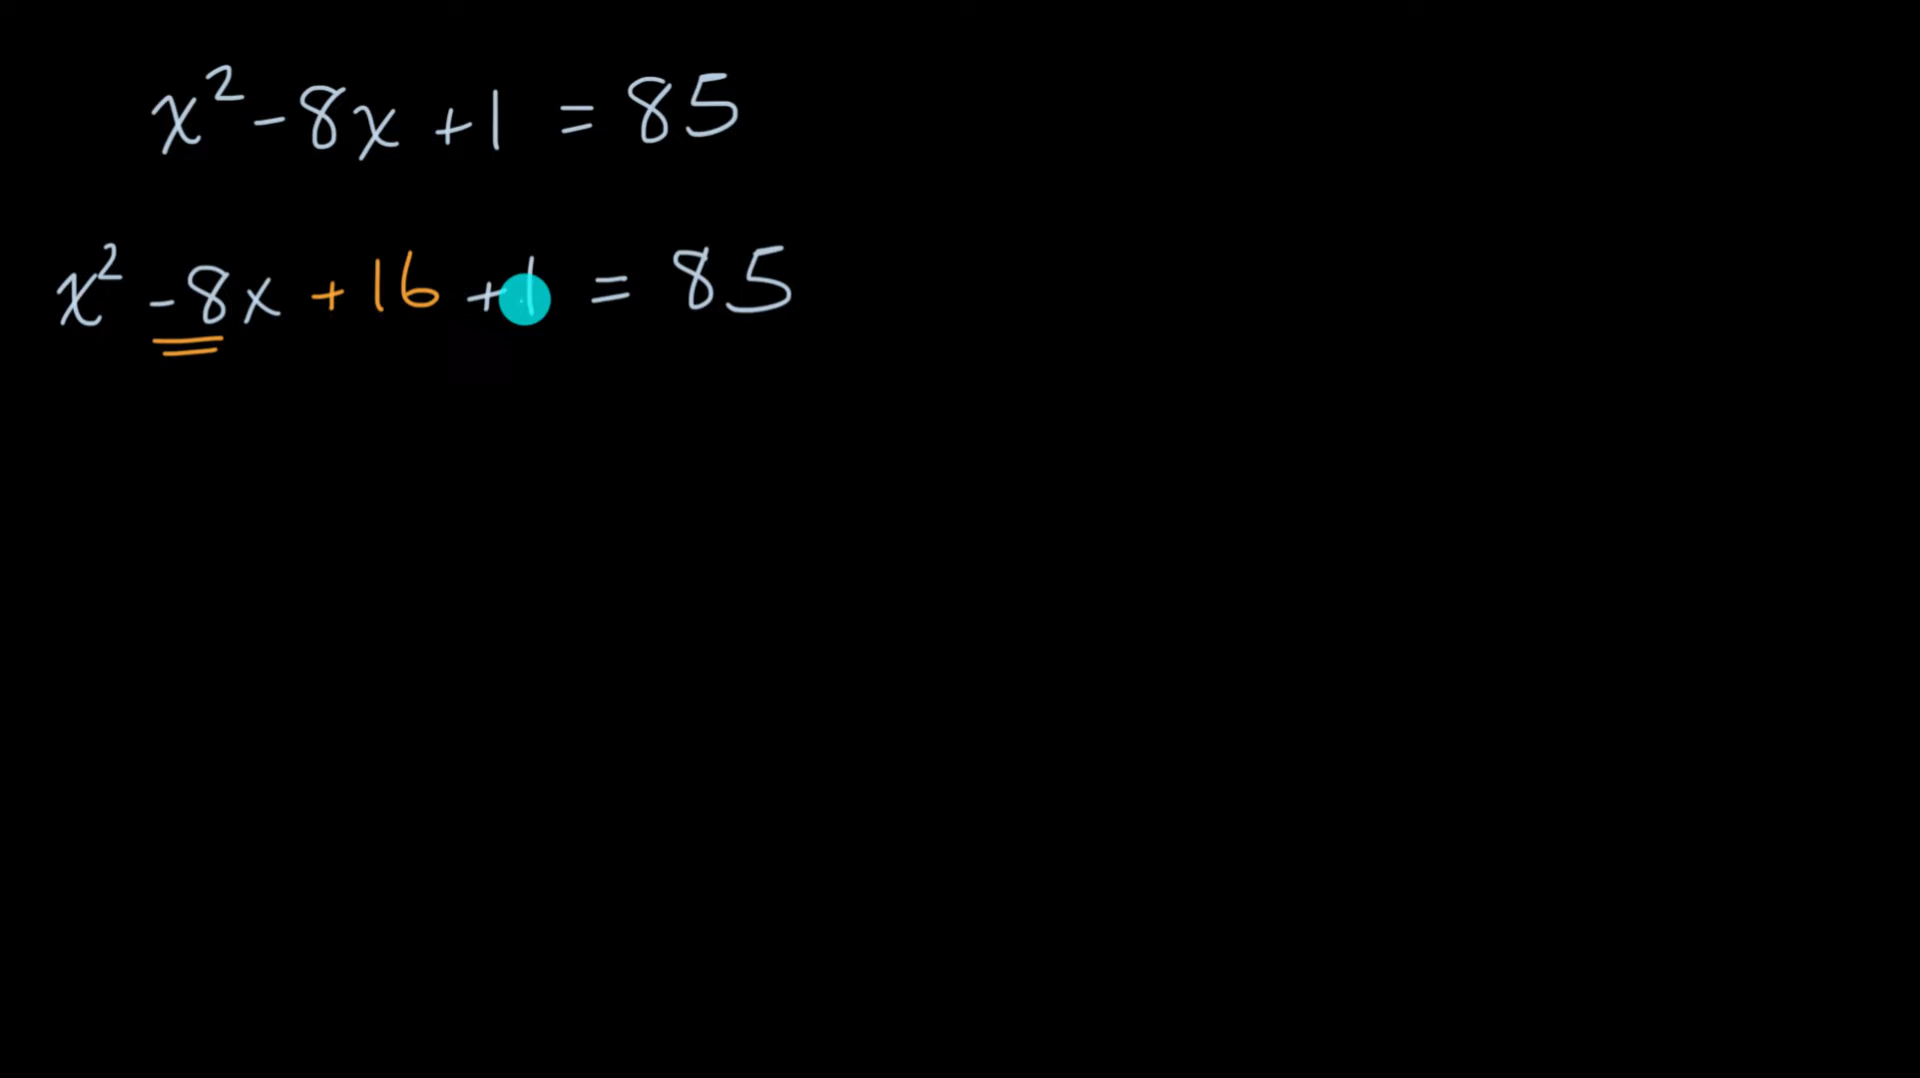 x² - 8x + 1 = 85
x² - 8x + 16 + 1 = 85